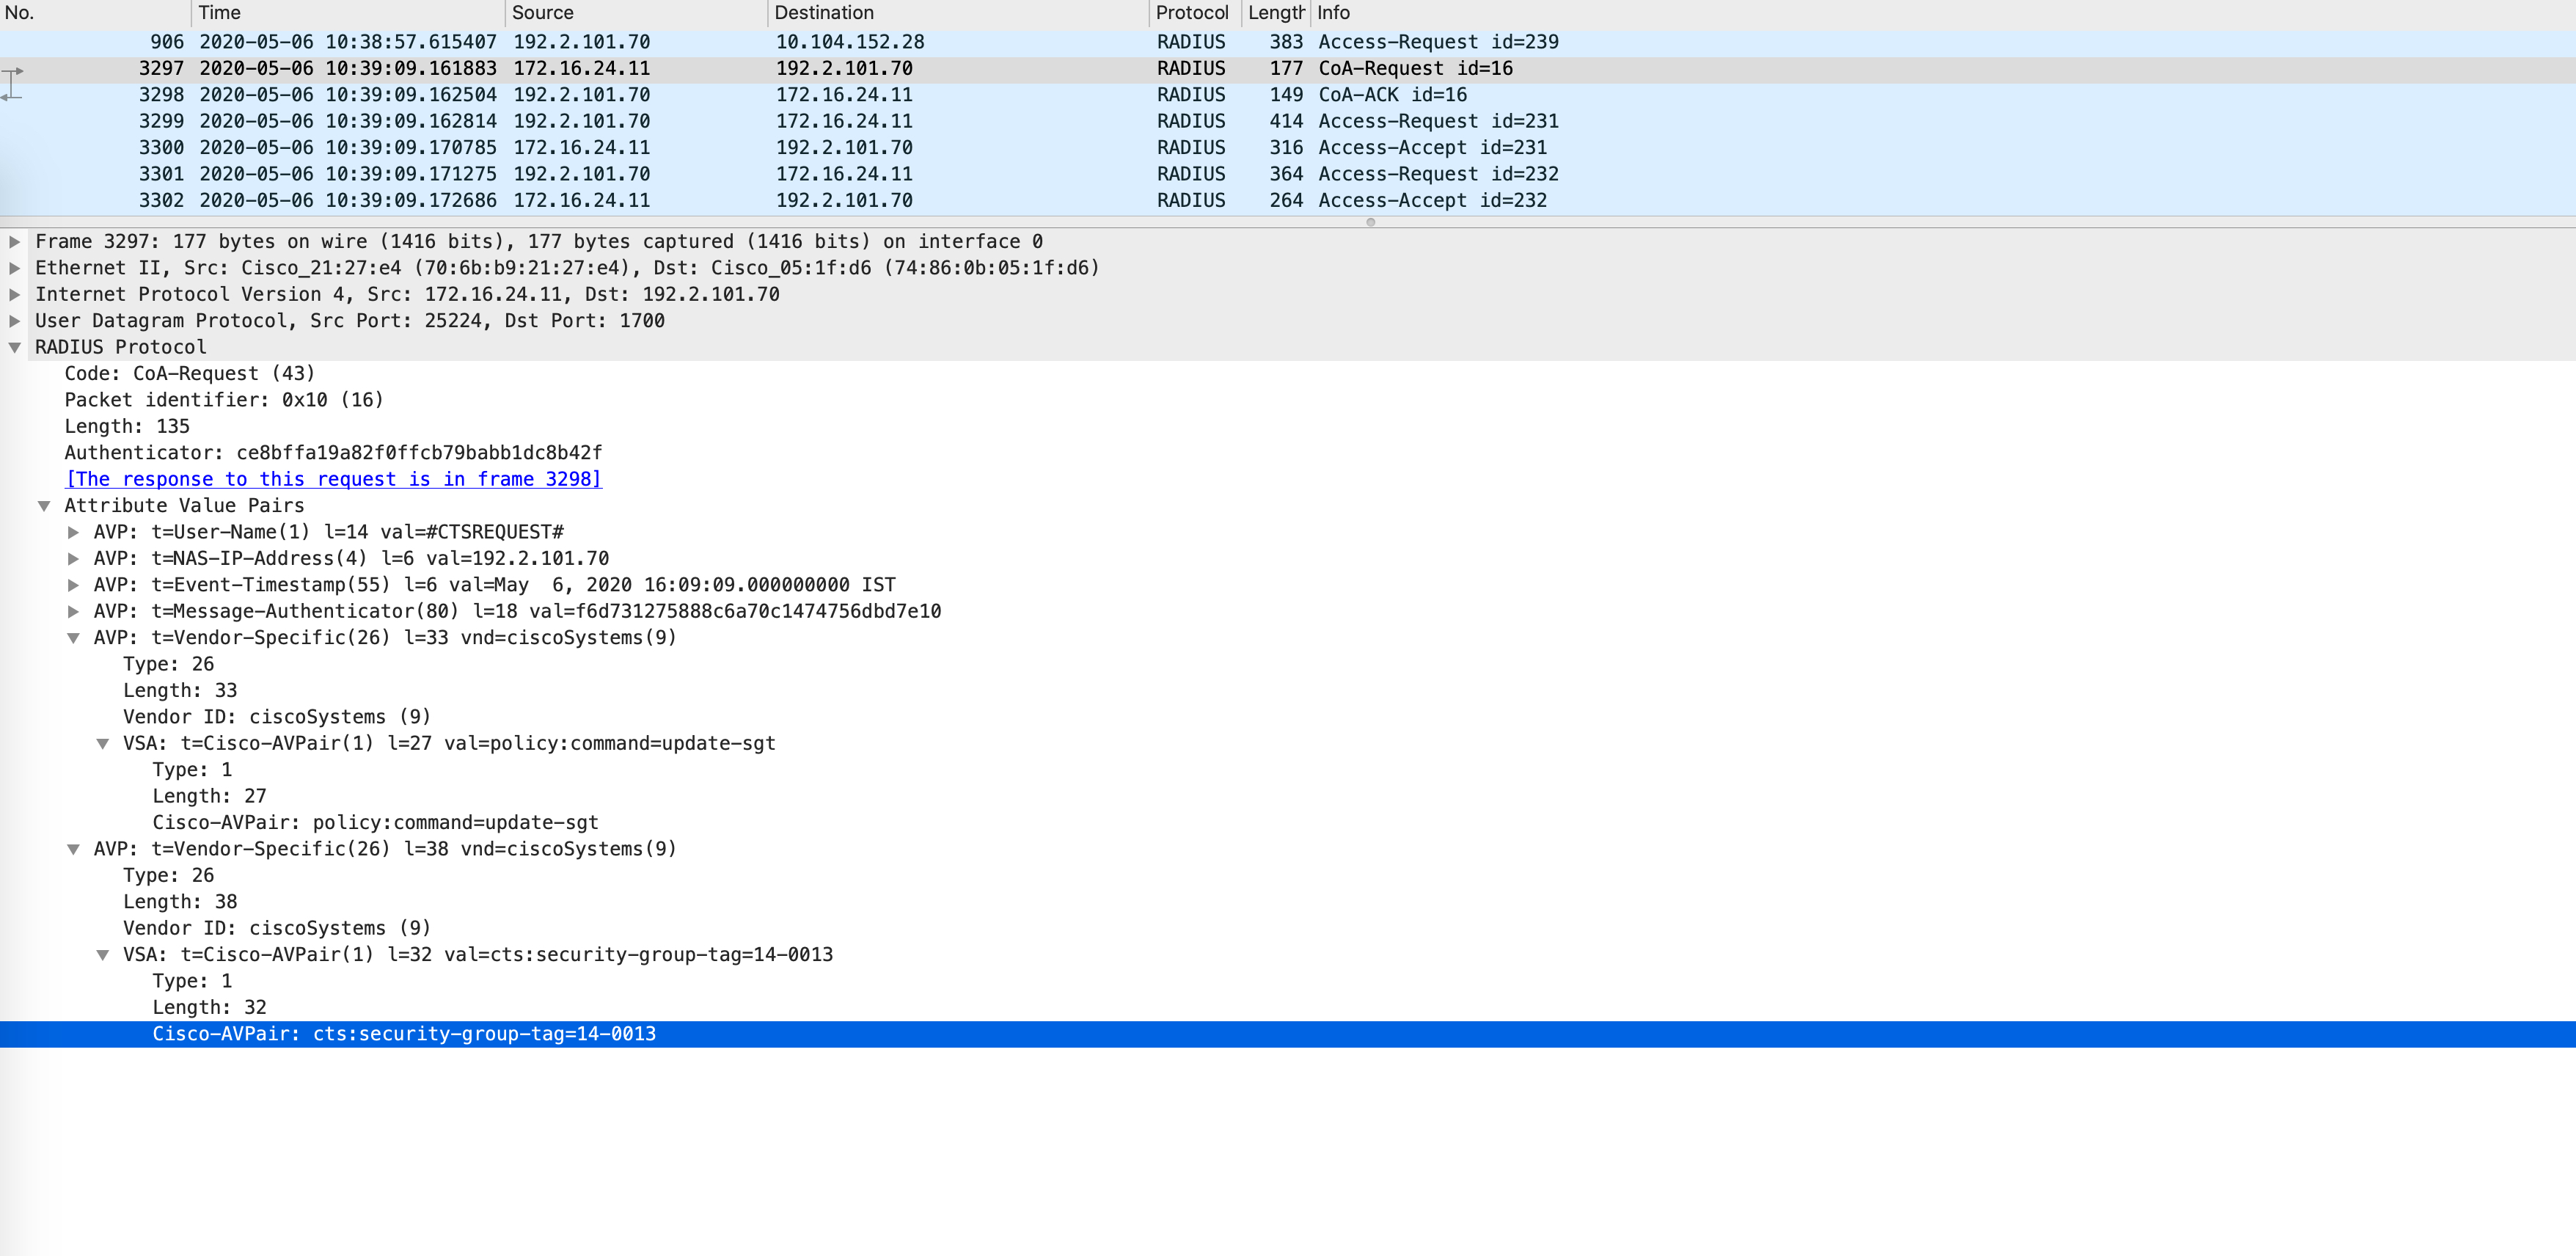 No. Time Source Destination Protocol Length Info
906 2020-05-06 10:38:57.615407 192.2.101.70 10.104.152.28 RADIUS 383 Access-Request id=239
3297 2020-05-06 10:39:09.161883 172.16.24.11 192.2.101.70 RADIUS 177 CoA-Request id=16
3298 2020-05-06 10:39:09.162504 192.2.101.70 172.16.24.11 RADIUS 149 CoA-ACK id=16
3299 2020-05-06 10:39:09.162814 192.2.101.70 172.16.24.11 RADIUS 414 Access-Request id=231
3300 2020-05-06 10:39:09.170785 172.16.24.11 192.2.101.70 RADIUS 316 Access-Accept id=231
3301 2020-05-06 10:39:09.171275 192.2.101.70 172.16.24.11 RADIUS 364 Access-Request id=232
3302 2020-05-06 10:39:09.172686 172.16.24.11 192.2.101.70 RADIUS 264 Access-Accept id=232
Frame 3297: 177 bytes on wire (1416 bits), 177 bytes captured (1416 bits) on interface 0
Ethernet II, Src: Cisco_21:27:e4 (70:6b:b9:21:27:e4), Dst: Cisco_05:1f:d6 (74:86:0b:05:1f:d6)
Internet Protocol Version 4, Src: 172.16.24.11, Dst: 192.2.101.70
User Datagram Protocol, Src Port: 25224, Dst Port: 1700
RADIUS Protocol
Code: CoA-Request (43)
Packet identifier: 0x10 (16)
Length: 135
Authenticator: ce8bffa19a82f0ffcb79babb1dc8b42f
[The response to this request is in frame 3298]
Attribute Value Pairs
AVP: t=User-Name(1) l=14 val=#CTSREQUEST#
AVP: t=NAS-IP-Address(4) l=6 val=192.2.101.70
AVP: t=Event-Timestamp(55) l=6 val=May  6, 2020 16:09:09.000000000 IST
AVP: t=Message-Authenticator(80) l=18 val=f6d731275888c6a70c1474756dbd7e10
AVP: t=Vendor-Specific(26) l=33 vnd=ciscoSystems(9)
Type: 26
Length: 33
Vendor ID: ciscoSystems (9)
VSA: t=Cisco-AVPair(1) l=27 val=policy:command=update-sgt
Type: 1
Length: 27
Cisco-AVPair: policy:command=update-sgt
AVP: t=Vendor-Specific(26) l=38 vnd=ciscoSystems(9)
Type: 26
Length: 38
Vendor ID: ciscoSystems (9)
VSA: t=Cisco-AVPair(1) l=32 val=cts:security-group-tag=14-0013
Type: 1
Length: 32
Cisco-AVPair: cts:security-group-tag=14-0013